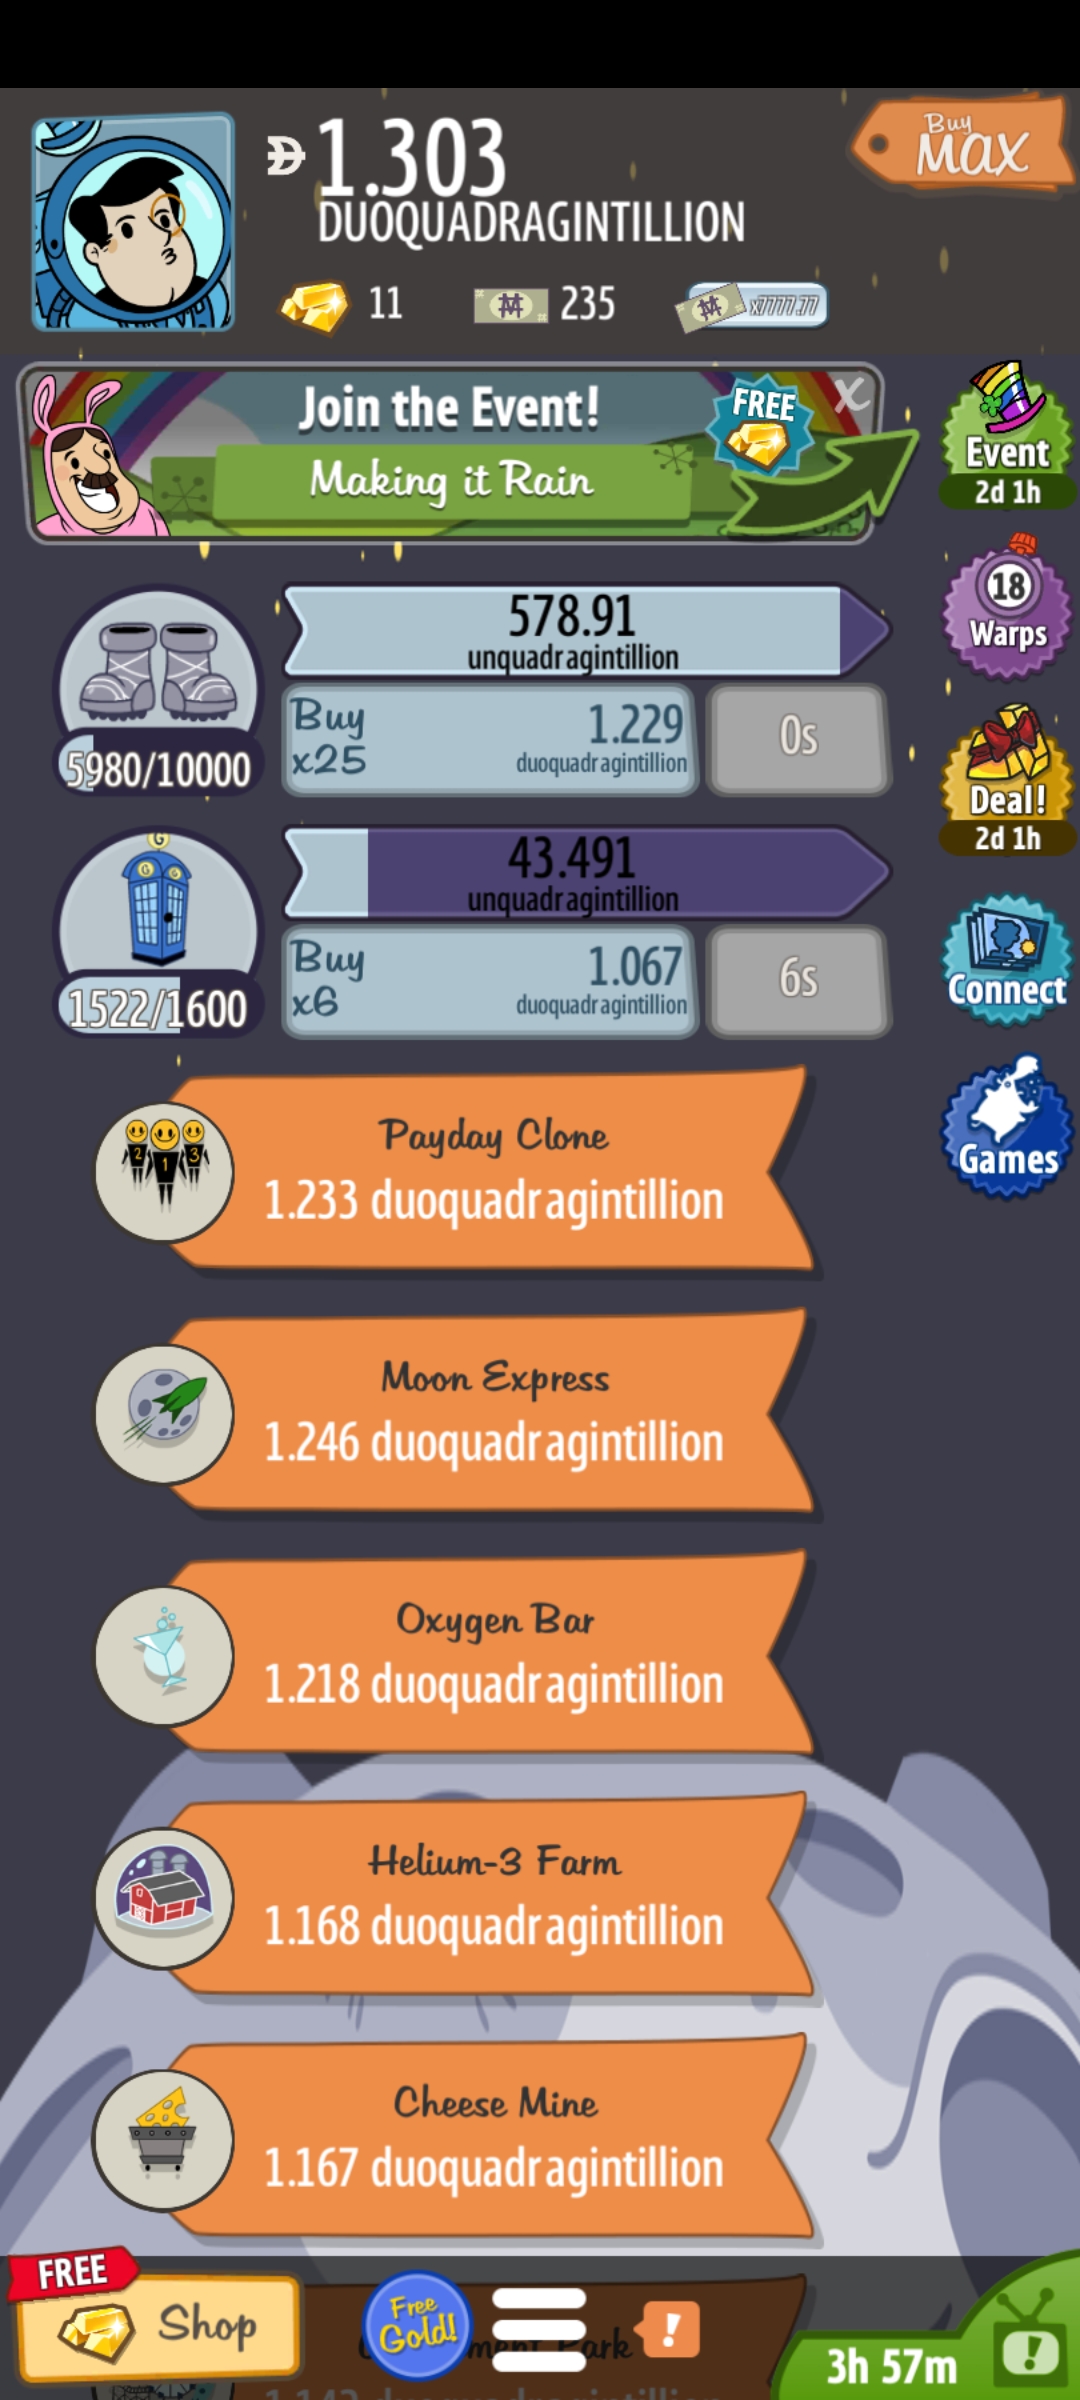 1.303
DUOQUADRAGINTILLION
Buy
Max
11
235
x7777.77
Join the Event!
Making it Rain
FREE
X
Event
2d 1h
18
Warps
Deal!
2d 1h
Connect
Games
578.91
unquadragintillion
5980/10000
Buy
x25
1.229
duoquadragintillion
0s
43.491
unquadragintillion
G
G G
1522/1600
Buy
x6
1.067
duoquadragintillion
6s
2 1 3
Payday Clone
1.233 duoquadragintillion
Moon Express
1.246 duoquadragintillion
Oxygen Bar
1.218 duoquadragintillion
Helium-3 Farm
1.168 duoquadragintillion
Cheese Mine
1.167 duoquadragintillion
FREE
Shop
Free
Gold!
Park
!
3h 57m
!